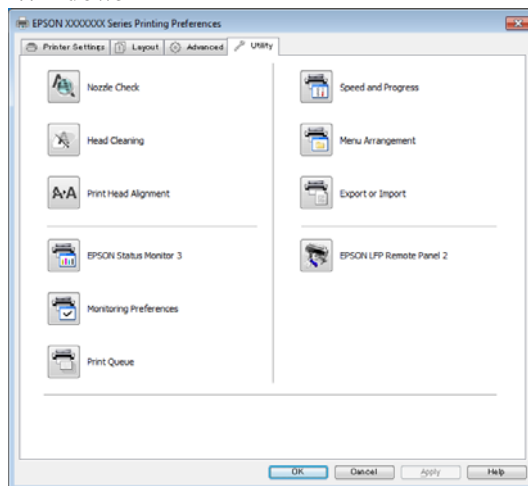 EPSON XXXXXXX Series Printing Preferences
Printer Settings Layout Advanced Utility
Nozzle Check
Head Cleaning
A·A Print Head Alignment
EPSON Status Monitor 3
Monitoring Preferences
Print Queue
Speed and Progress
Menu Arrangement
Export or Import
EPSON LFP Remote Panel 2
OK Cancel Apply Help